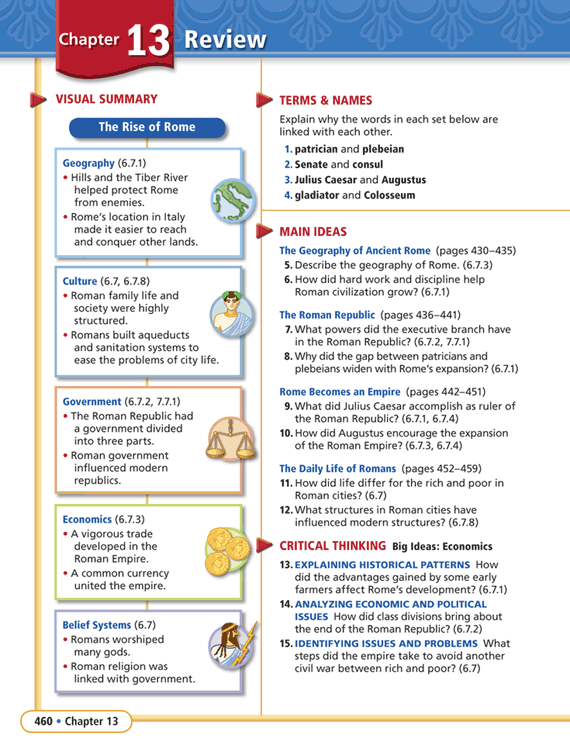 Chapter 13 Review
VISUAL SUMMARY
The Rise of Rome
Geography (6.7.1)
• Hills and the Tiber River
helped protect Rome
from enemies.
• Rome's location in Italy
made it easier to reach
and conquer other lands.
Culture (6.7, 6.7.8)
• Roman family life and
society were highly
structured.
• Romans built aqueducts
and sanitation systems to
ease the problems of city life.
Government (6.7.2, 7.7.1)
• The Roman Republic had
a government divided
into three parts.
• Roman government
influenced modern
republics.
Economics (6.7.3)
• A vigorous trade
developed in the
Roman Empire.
• A common currency
united the empire.
Belief Systems (6.7)
• Romans worshiped
many gods.
• Roman religion was
linked with government.
TERMS & NAMES
Explain why the words in each set below are
linked with each other.
1. patrician and plebeian
2. Senate and consul
3. Julius Caesar and Augustus
4. gladiator and Colosseum
MAIN IDEAS
The Geography of Ancient Rome (pages 430–435)
5. Describe the geography of Rome. (6.7.3)
6. How did hard work and discipline help
Roman civilization grow? (6.7.1)
The Roman Republic (pages 436–441)
7. What powers did the executive branch have
in the Roman Republic? (6.7.2, 7.7.1)
8. Why did the gap between patricians and
plebeians widen with Rome's expansion? (6.7.1)
Rome Becomes an Empire (pages 442–451)
9. What did Julius Caesar accomplish as ruler of
the Roman Republic? (6.7.1, 6.7.4)
10. How did Augustus encourage the expansion
of the Roman Empire? (6.7.3, 6.7.4)
The Daily Life of Romans (pages 452–459)
11. How did life differ for the rich and poor in
Roman cities? (6.7)
12. What structures in Roman cities have
influenced modern structures? (6.7.8)
CRITICAL THINKING Big Ideas: Economics
13. EXPLAINING HISTORICAL PATTERNS How
did the advantages gained by some early
farmers affect Rome's development? (6.7.1)
14. ANALYZING ECONOMIC AND POLITICAL
ISSUES How did class divisions bring about
the end of the Roman Republic? (6.7.2)
15. IDENTIFYING ISSUES AND PROBLEMS What
steps did the empire take to avoid another
civil war between rich and poor? (6.7)
460 • Chapter 13